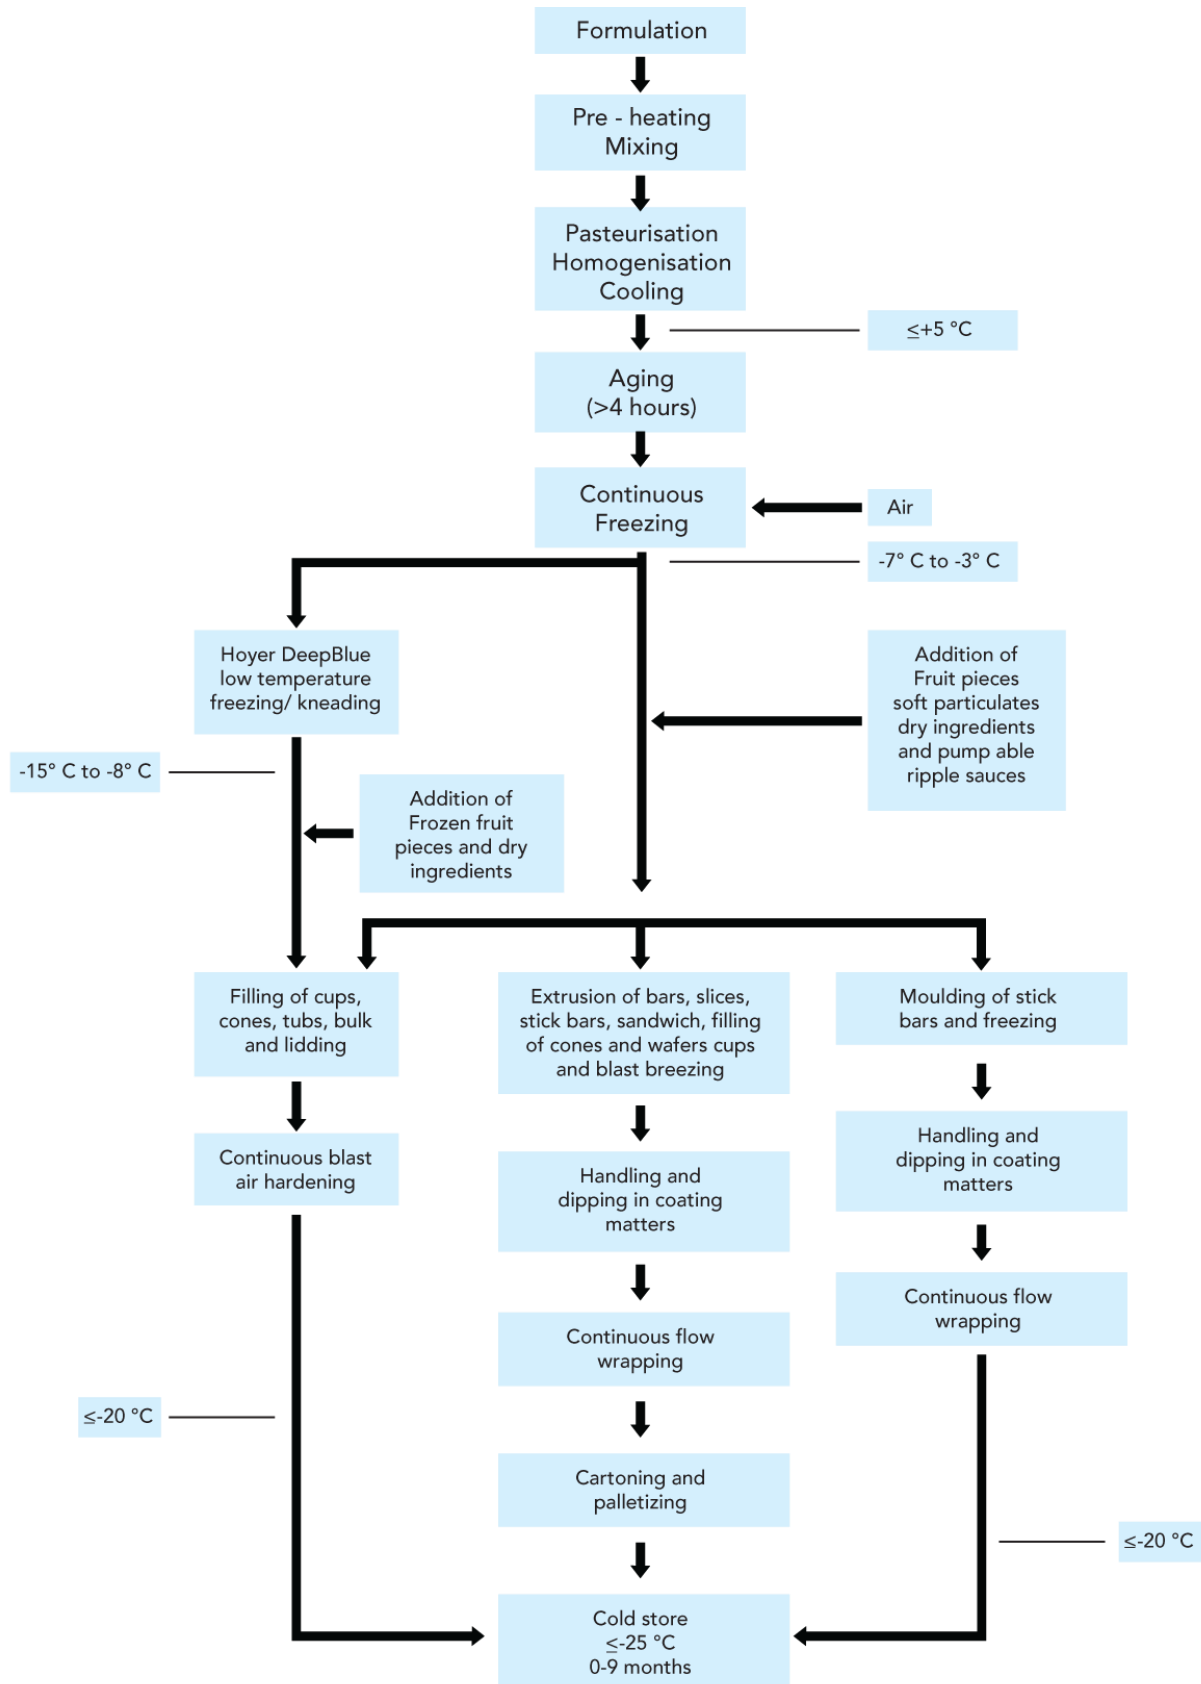 Formulation
Pre - heating
Mixing
Pasteurisation
Homogenisation
Cooling
≤+5 °C
Aging
(>4 hours)
Continuous
Freezing
Air
-7° C to -3° C
Hoyer DeepBlue
low temperature
freezing/ kneading
Addition of
Fruit pieces
soft particulates
dry ingredients
and pump able
ripple sauces
-15° C to -8° C
Addition of
Frozen fruit
pieces and dry
ingredients
Filling of cups,
cones, tubs, bulk
and lidding
Extrusion of bars, slices,
stick bars, sandwich, filling
of cones and wafers cups
and blast breezing
Moulding of stick
bars and freezing
Continuous blast
air hardening
Handling and
dipping in coating
matters
Handling and
dipping in coating
matters
Continuous flow
wrapping
Continuous flow
wrapping
≤-20 °C
Cartoning and
palletizing
≤-20 °C
Cold store
≤-25 °C
0-9 months